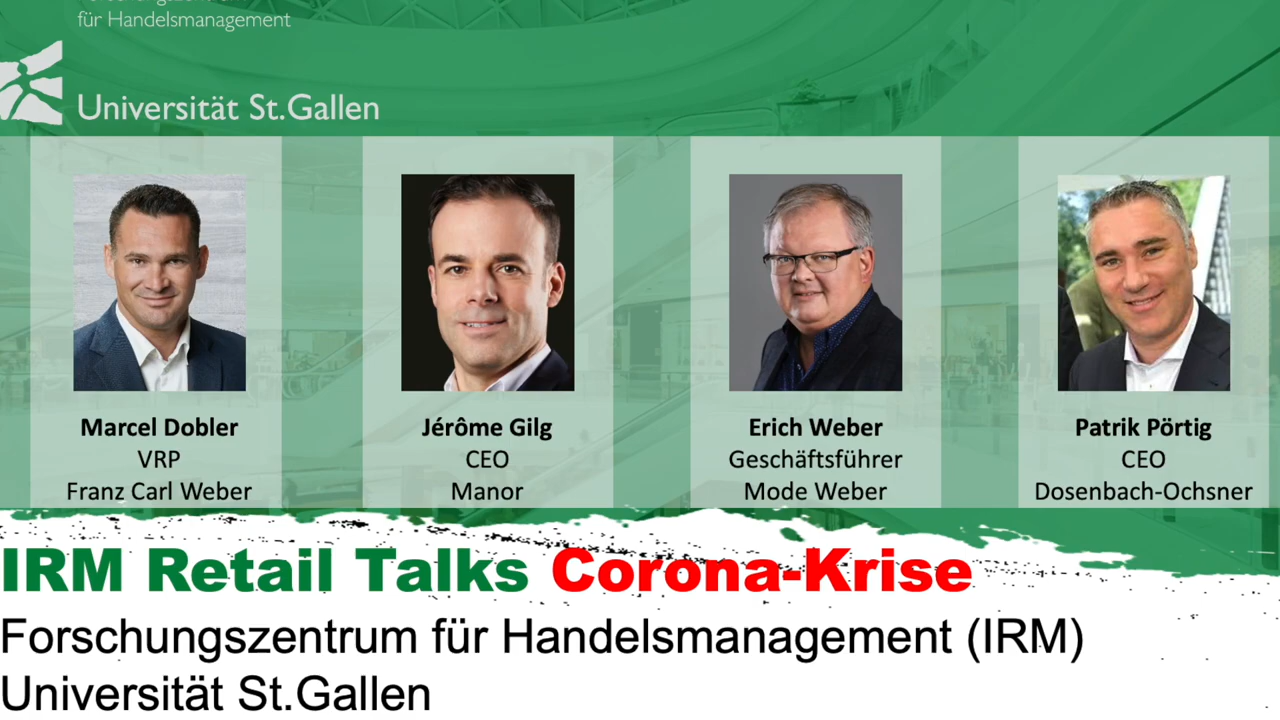 für Handelsmanagement
Universität St.Gallen
Marcel Dobler
VRP
Franz Carl Weber
Jérôme Gilg
CEO
Manor
Erich Weber
Geschäftsführer
Mode Weber
Patrik Pörtig
CEO
Dosenbach-Ochsner
IRM Retail Talks Corona-Krise
Forschungszentrum für Handelsmanagement (IRM)
Universität St.Gallen